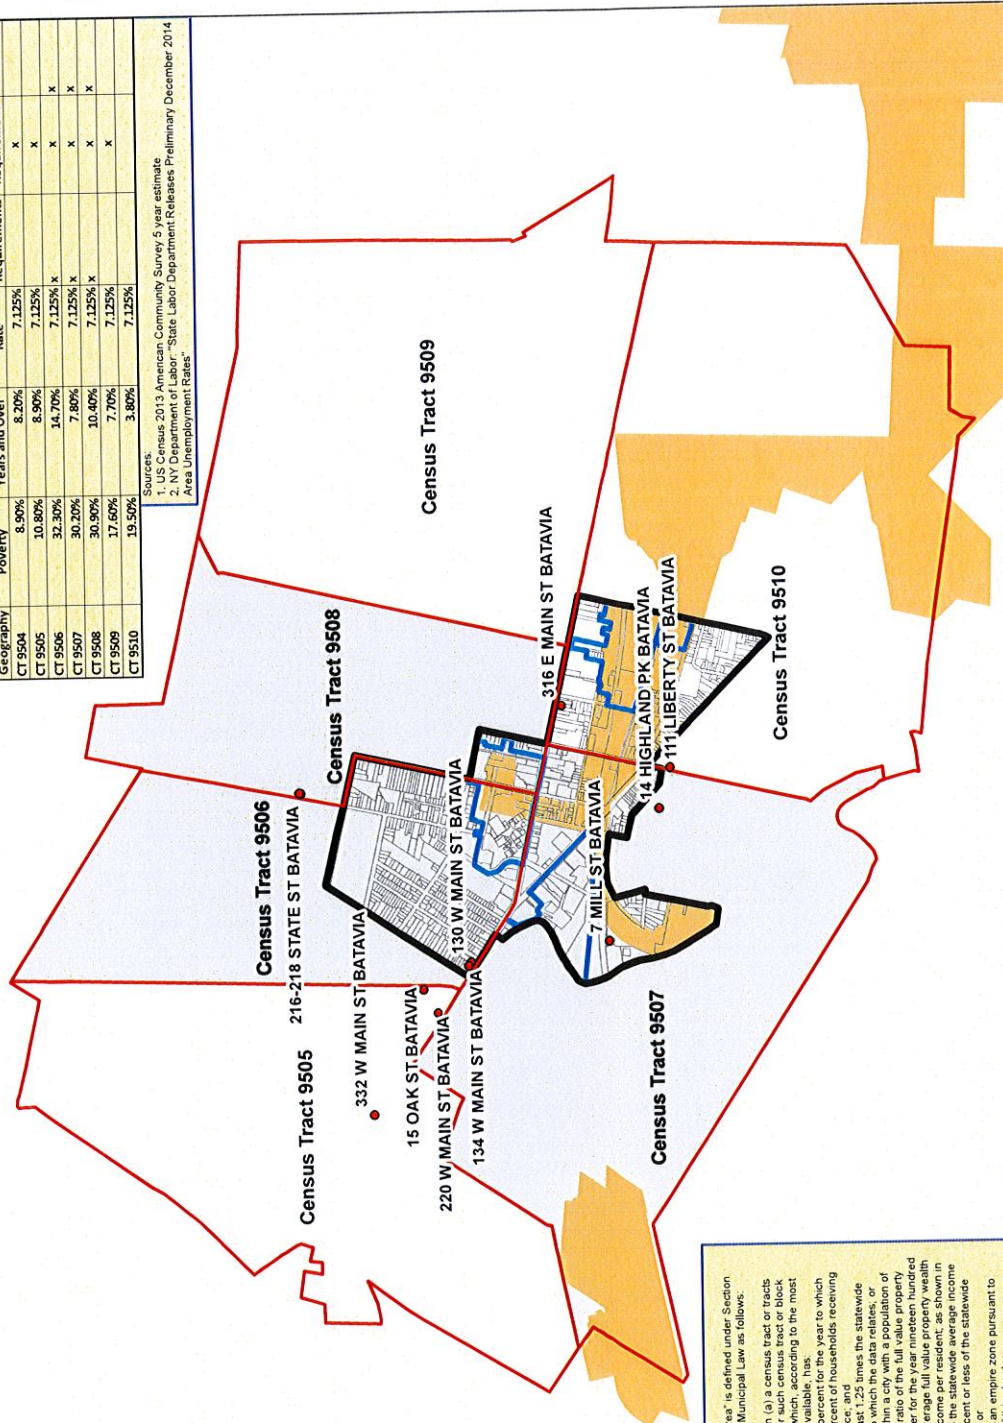 Geography Poverty Years and Over Rate
CT 9504 8.90% 8.20% 7.125% x
CT 9505 10.80% 8.90% 7.125% x
CT 9506 32.30% 14.70% 7.125% x x x
CT 9507 30.20% 7.80% 7.125% x x x
CT 9508 30.90% 10.40% 7.125% x x x
CT 9509 17.60% 7.70% 7.125% x
CT 9510 19.50% 3.80% 7.125%
Sources:
1. US Census 2013 American Community Survey 5 year estimate
2. NY Department of Labor: "State Labor Department Releases Preliminary December 2014
Area Unemployment Rates"
Census Tract 9505
Census Tract 9506
Census Tract 9508
Census Tract 9509
216-218 STATE ST BATAVIA
332 W MAIN ST BATAVIA
15 OAK ST BATAVIA
220 W MAIN ST BATAVIA
130 W MAIN ST BATAVIA
134 W MAIN ST BATAVIA
316 E MAIN ST BATAVIA
7 MILL ST BATAVIA
14 HIGHLAND PK BATAVIA
111 LIBERTY ST BATAVIA
Census Tract 9507
Census Tract 9510
rea" is defined under Section
Municipal Law as follows:
n (a) a census tract or tracts
r such census tract or block
which, according to the most
vailable, has:
percent for the year to which
rcent of households receiving
ce; and
ast 1.25 times the statewide
which the data relates; or
hin a city with a population of
ratio of the full value property
er for the year nineteen hundred
erage full value property wealth
come per resident; as shown in
the statewide average income
cent or less of the statewide
or
an empire zone pursuant to